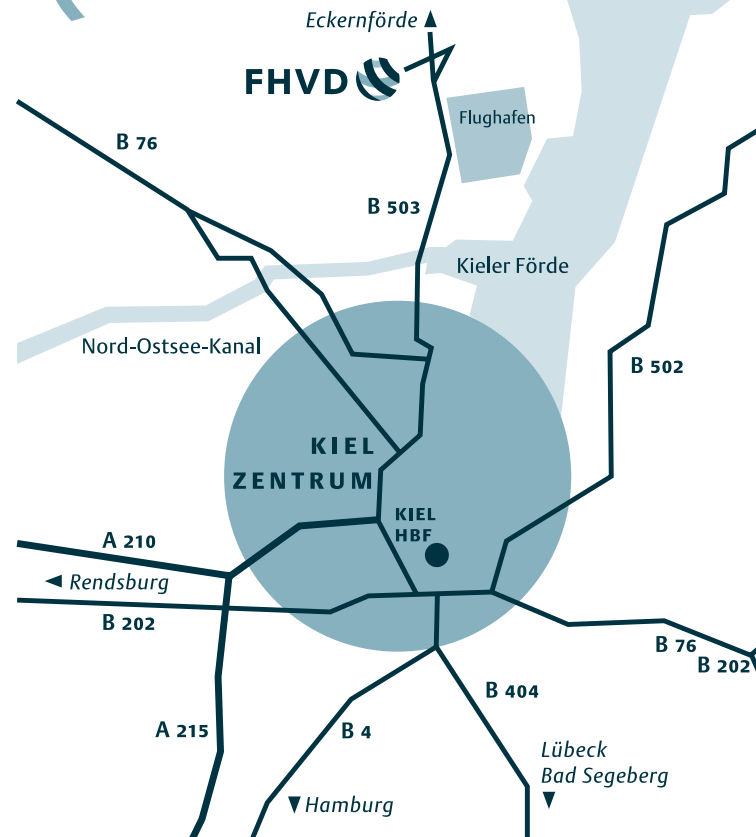 Eckernförde
FHVD
Flughafen
B 76
B 503
Kieler Förde
Nord-Ostsee-Kanal
B 502
KIEL
ZENTRUM
KIEL
HBF
A 210
Rendsburg
B 202
B 76
B 202
B 404
A 215
B 4
Lübeck
Bad Segeberg
Hamburg